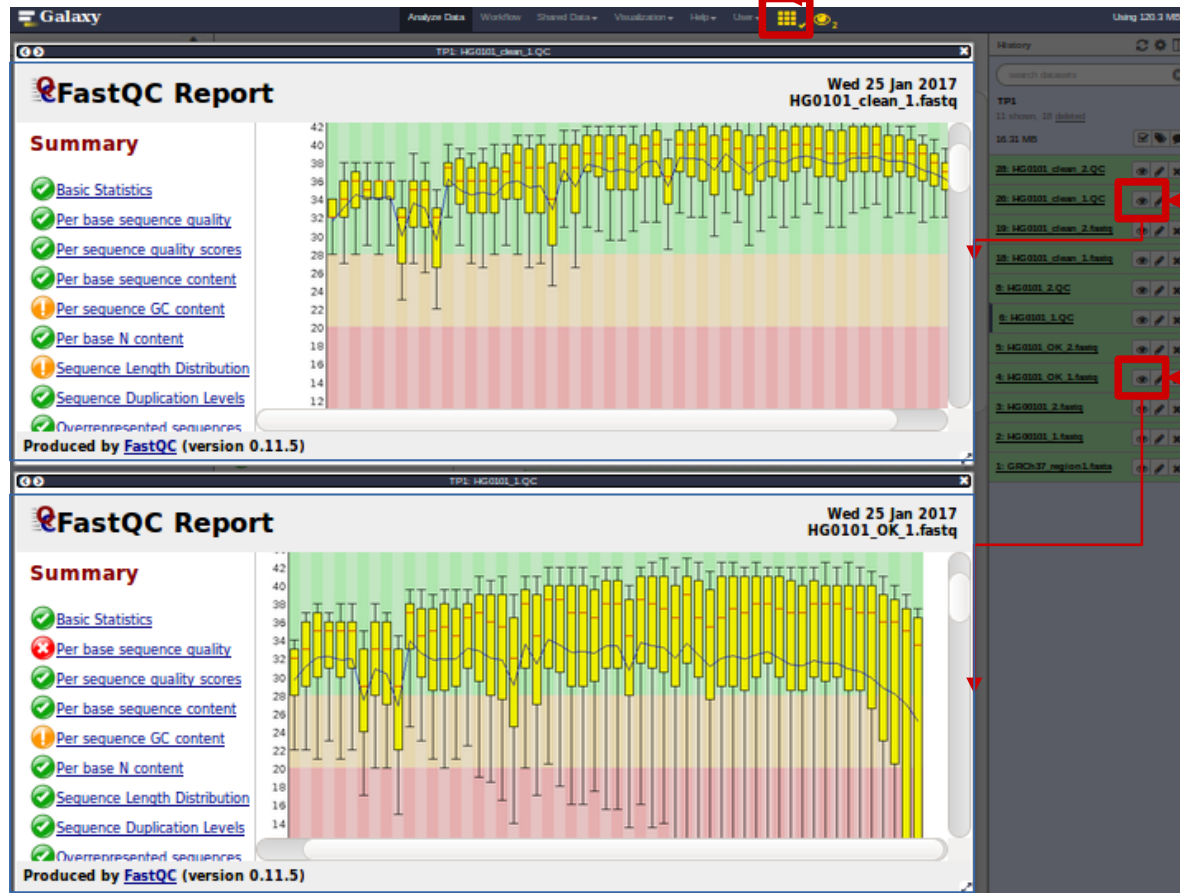 Galaxy
Analyze Data Workflow Shared Data Visualization Help User 2
Using 120.3 MB
TP1: HG0101_clean_1.QC
FastQC Report
Wed 25 Jan 2017
HG0101_clean_1.fastq
Summary
Basic Statistics
Per base sequence quality
Per sequence quality scores
Per base sequence content
Per sequence GC content
Per base N content
Sequence Length Distribution
Sequence Duplication Levels
Overrepresented sequences
42
40
38
36
34
32
30
28
26
24
22
20
18
16
14
12
Produced by FastQC (version 0.11.5)
TP1: HG0101_1.QC
FastQC Report
Wed 25 Jan 2017
HG0101_OK_1.fastq
Summary
Basic Statistics
Per base sequence quality
Per sequence quality scores
Per base sequence content
Per sequence GC content
Per base N content
Sequence Length Distribution
Sequence Duplication Levels
Overrepresented sequences
42
40
38
36
34
32
30
28
26
24
22
20
18
16
14
Produced by FastQC (version 0.11.5)
History
search datasets
TP1
11 shown, 18 deleted
16.31 MB
28: HG0101_clean_2.QC
26: HG0101_clean_1.QC
19: HG0101_clean_2.fastq
18: HG0101_clean_1.fastq
8: HG0101_2.QC
6: HG0101_1.QC
5: HG0101_OK_2.fastq
4: HG0101_OK_1.fastq
3: HG00101_2.fastq
2: HG00101_1.fastq
1: GRCh37_region1.fasta